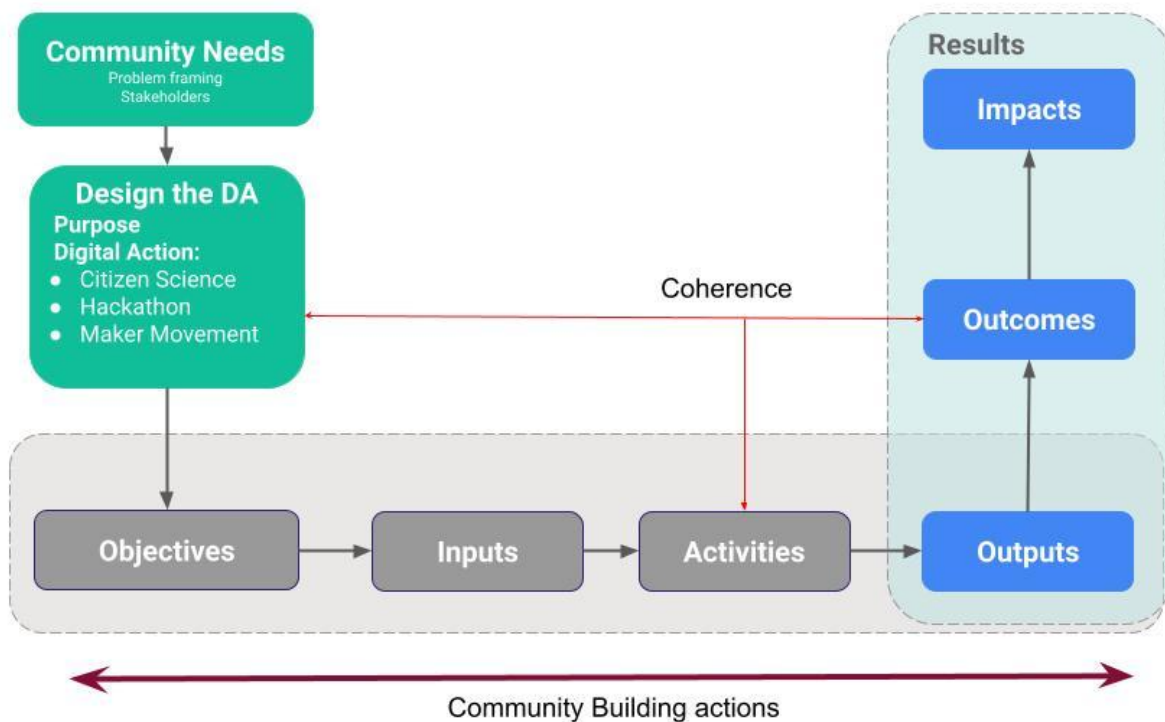 Community Needs
Problem framing
Stakeholders
Results
Impacts
Design the DA
Purpose
Digital Action:
● Citizen Science
● Hackathon
● Maker Movement
Coherence
Outcomes
Objectives
Inputs
Activities
Outputs
Community Building actions